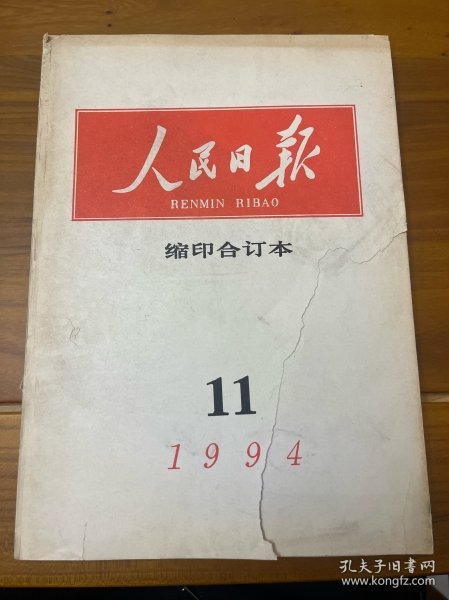 人民日报
RENMIN RIBAO
缩印合订本
11
1994
孔夫子旧书网
www.kongfz.com